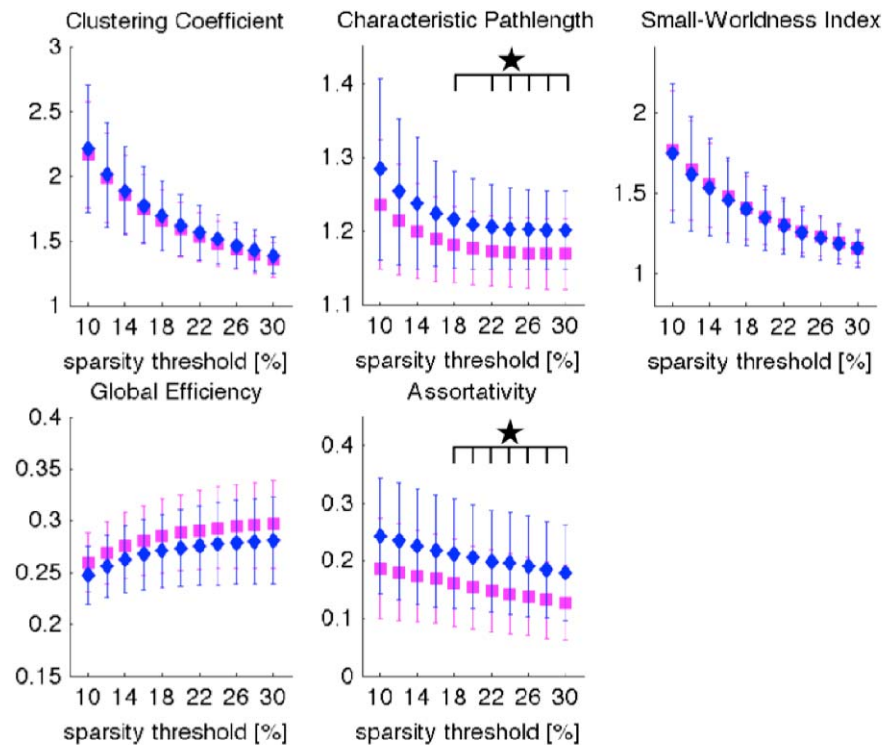 Clustering Coefficient
Characteristic Pathlength
Small-Worldness Index
3
2.5
2
1.5
1
10 14 18 22 26 30
sparsity threshold [%]
1.4
1.3
1.2
1.1
10 14 18 22 26 30
sparsity threshold [%]
2
1.5
1
10 14 18 22 26 30
sparsity threshold [%]
Global Efficiency
Assortativity
0.4
0.35
0.3
0.25
0.2
0.15
10 14 18 22 26 30
sparsity threshold [%]
0.4
0.3
0.2
0.1
0
10 14 18 22 26 30
sparsity threshold [%]